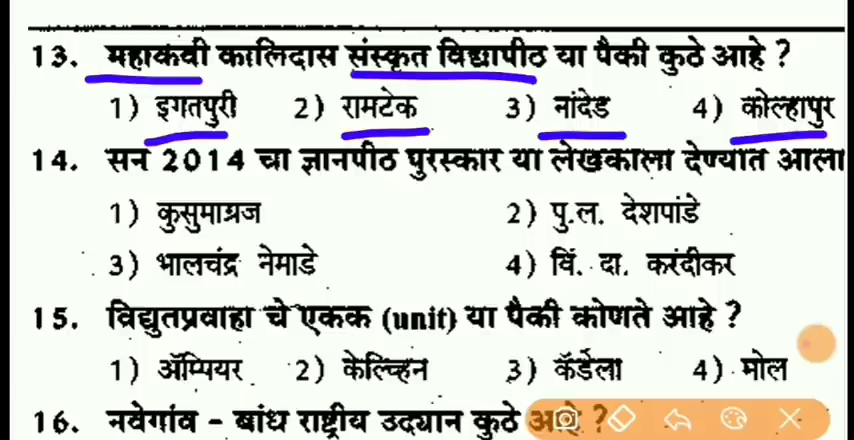 13. महाकवी कालिदास संस्कृत विद्यापीठ या पैकी कुठे आहे ?
1) इगतपुरी 2) रामटेक 3) नांदेड 4) कोल्हापुर
14. सन 2014 चा ज्ञानपीठ पुरस्कार या लेखकाला देण्यात आला
1) कुसुमाग्रज 2) पु.ल. देशपांडे
3) भालचंद्र नेमाडे 4) विं. दा. करंदीकर
15. विद्युतप्रवाहा चे एकक (unit) या पैकी कोणते आहे ?
1) ॲम्पियर 2) केल्व्हिन 3) कॅडेला 4) मोल
16. नवेगांव - बांध राष्ट्रीय उद्यान कुठे आहे ?